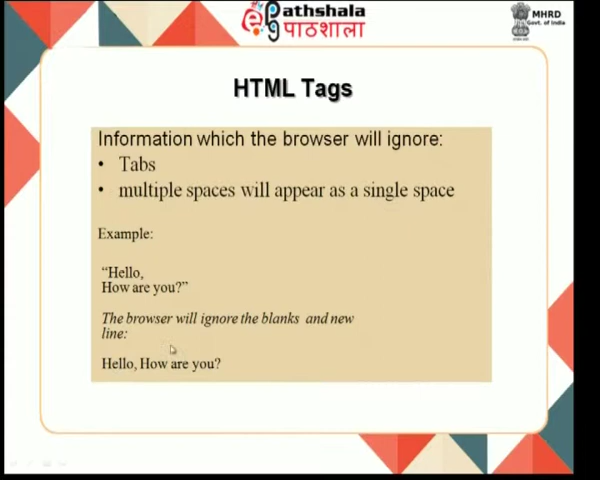 ePathshala
पाठशाला
MHRD
Govt. of India
HTML Tags
Information which the browser will ignore:
• Tabs
• multiple spaces will appear as a single space
Example:
“Hello,
How are you?”
The browser will ignore the blanks and new
line:
Hello, How are you?